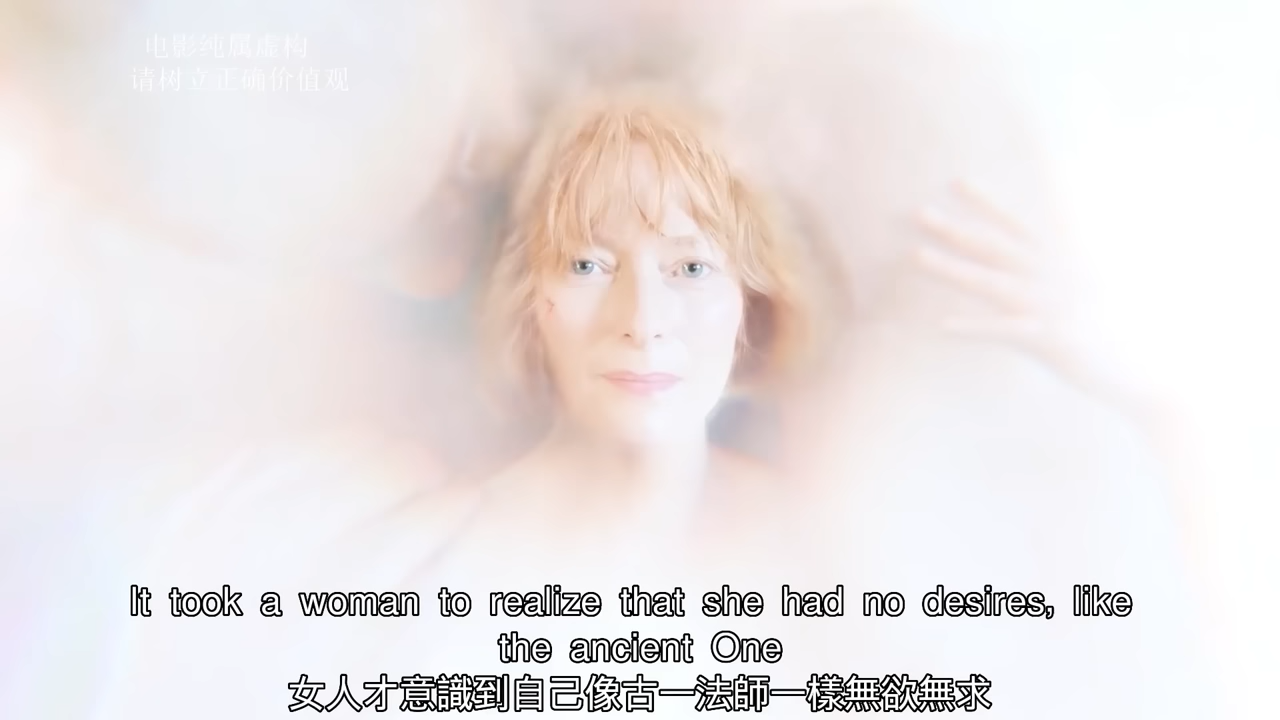 电影纯属虚构
请树立正确价值观
It took a woman to realize that she had no desires, like
the ancient One
女人才意識到自己像古一法師一樣無欲無求